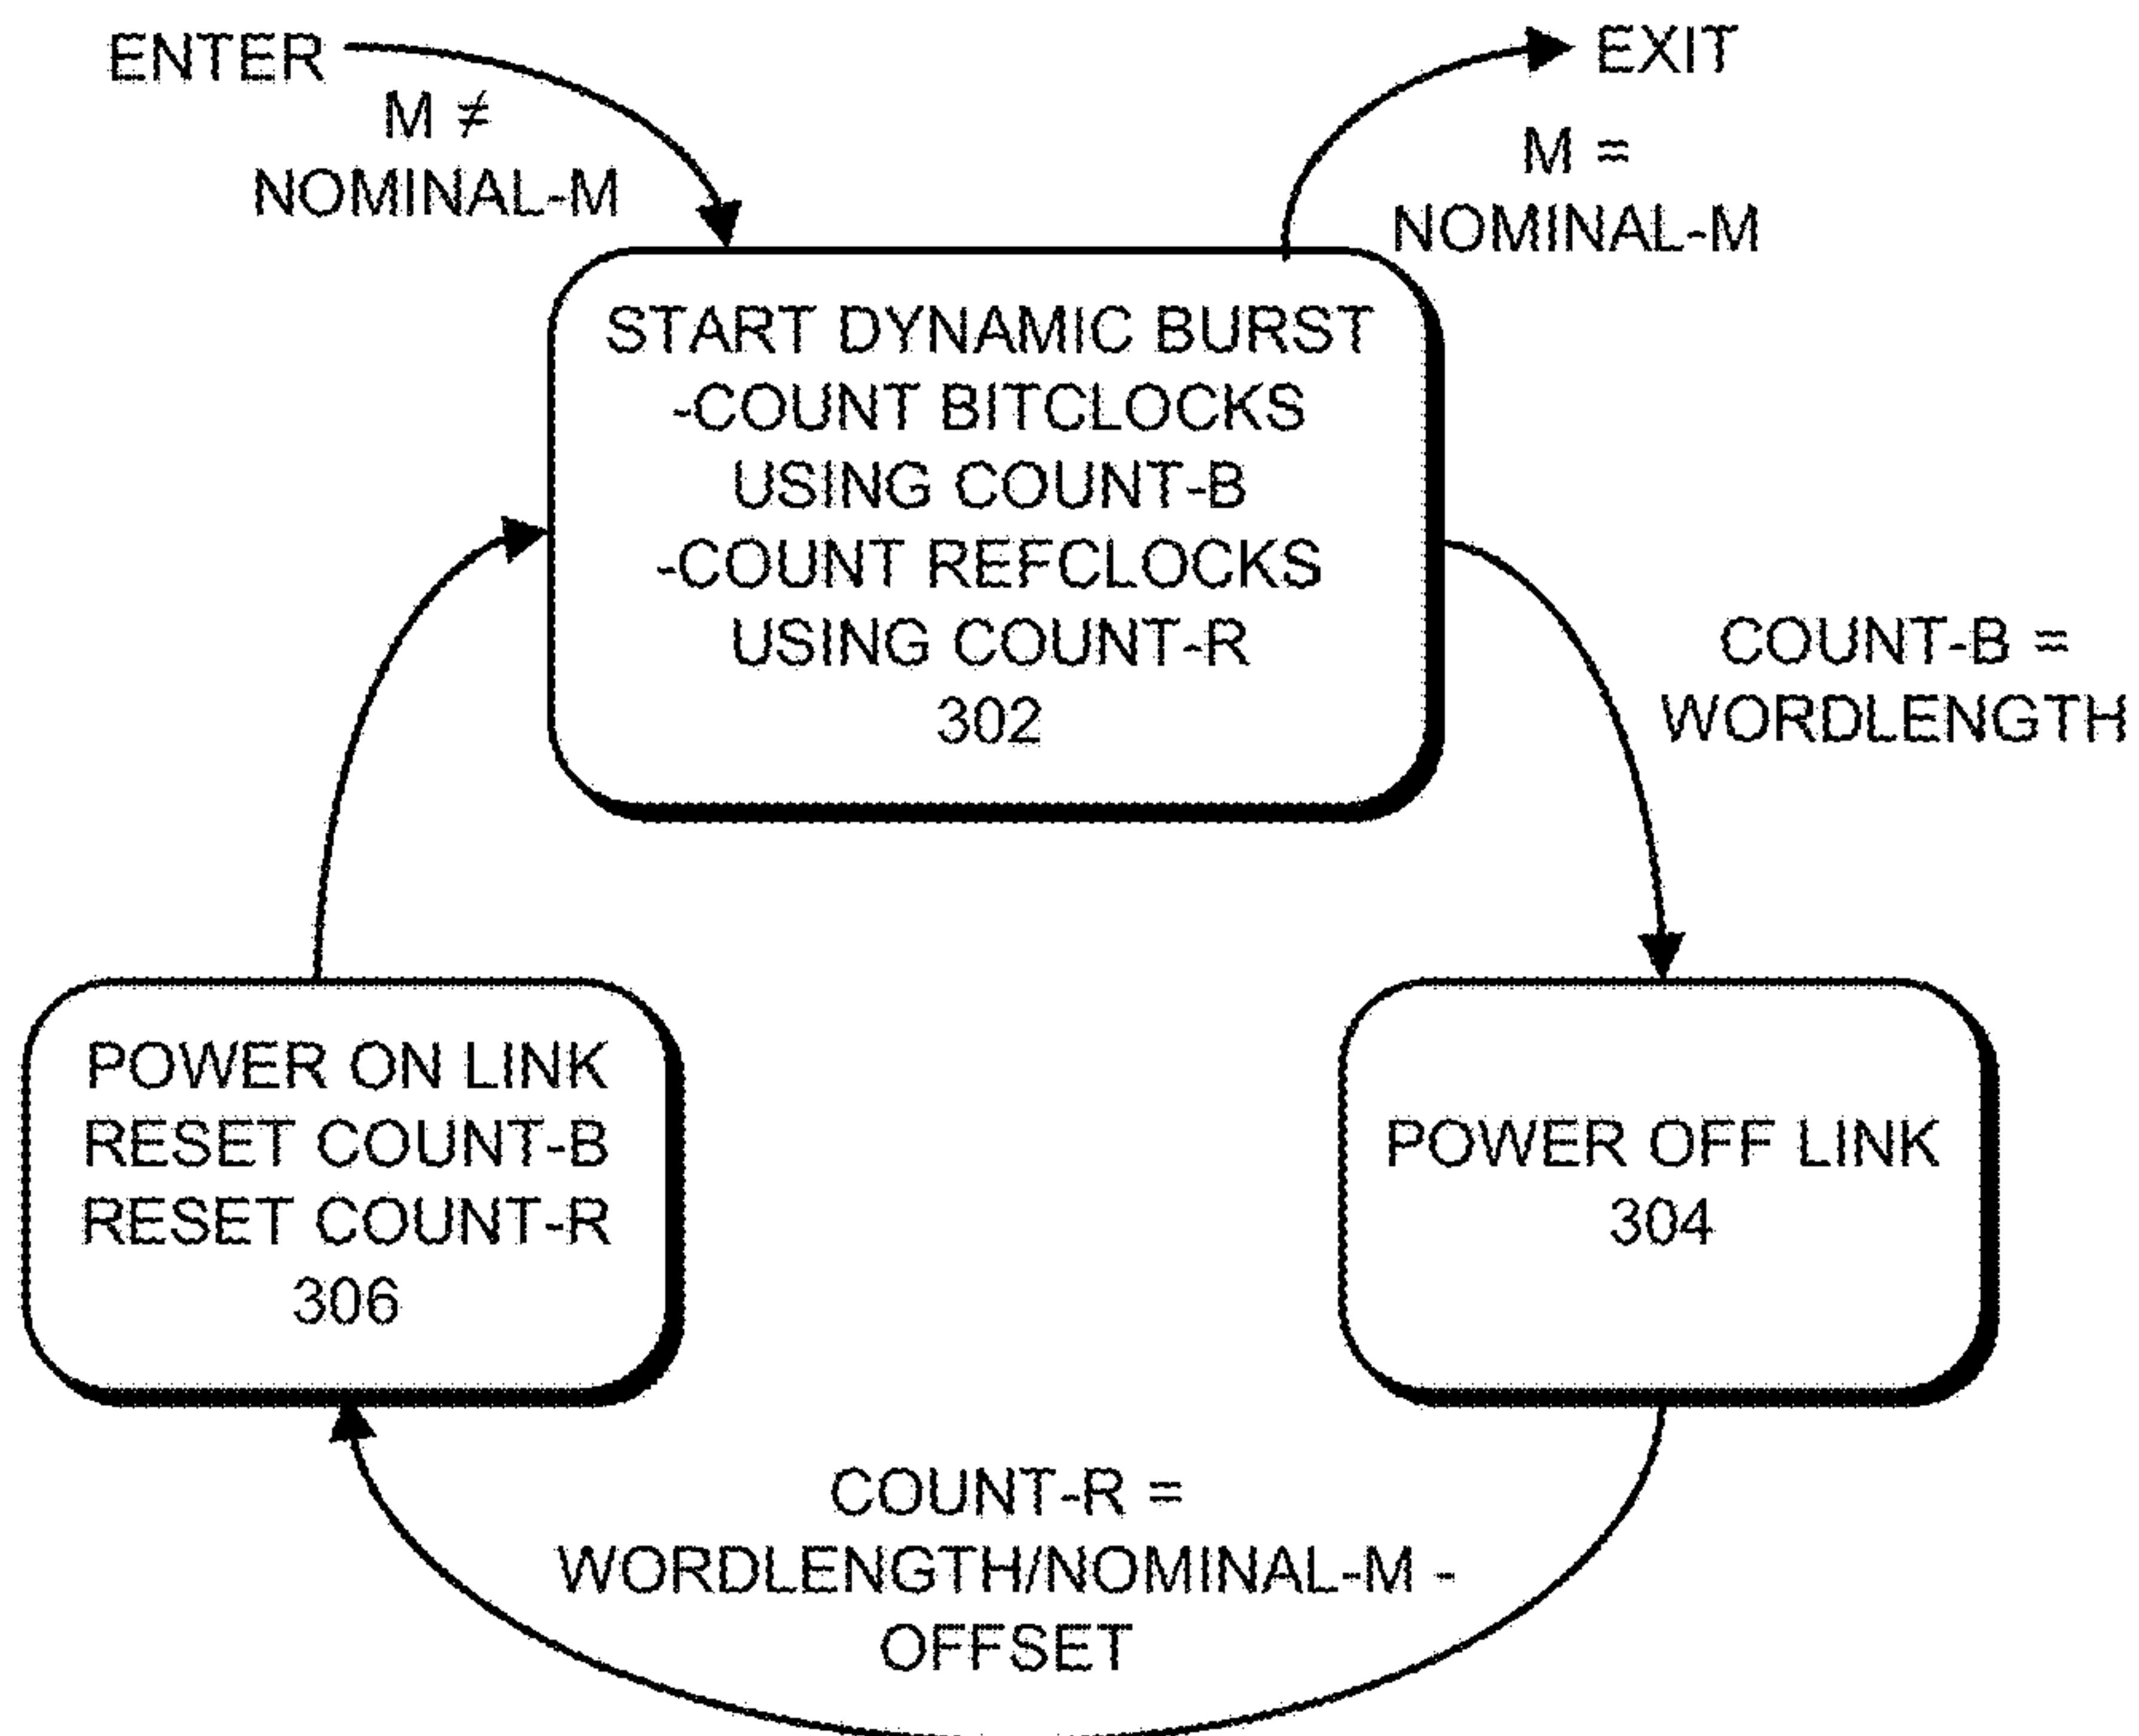 ENTER
M ≠
NOMINAL-M
EXIT
M =
NOMINAL-M
START DYNAMIC BURST
-COUNT BITCLOCKS
USING COUNT-B
-COUNT REFCLOCKS
USING COUNT-R
302
COUNT-B =
WORDLENGTH
POWER OFF LINK
304
COUNT-R =
WORDLENGTH/NOMINAL-M -
OFFSET
POWER ON LINK
RESET COUNT-B
RESET COUNT-R
306